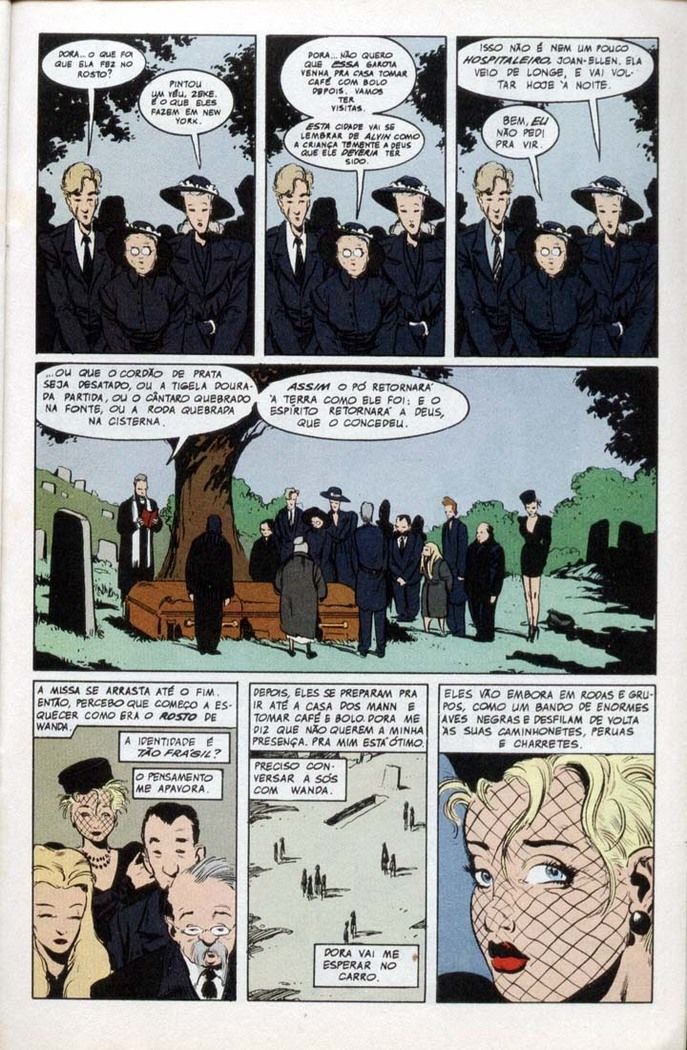 DORA... O QUE FOI
QUE ELA FEZ NO
ROSTO?
PINTOU
UM VÉU, ZEKE.
É O QUE ELES
FAZEM EM NEW
YORK.
DORA... NÃO QUERO
QUE ESSA GAROTA
VENHA PRA CASA TOMAR
CAFÉ COM BOLO
DEPOIS. VAMOS
TER
VISITAS.
ESTA CIDADE VAI SE
LEMBRAR DE ALVIN COMO
A CRIANÇA TEMENTE A DEUS
QUE ELE DEVERIA TER
SIDO.
ISSO NÃO É NEM UM POUCO
HOSPITALEIRO, JOAN-ELLEN. ELA
VEIO DE LONGE, E VAI VOL-
TAR HOJE À NOITE.
BEM, EU
NÃO PEDI
PRA VIR.
...OU QUE O CORDÃO DE PRATA
SEJA DESATADO, OU A TIGELA DOURA-
DA PARTIDA, OU O CÂNTARO QUEBRADO
NA FONTE, OU A RODA QUEBRADA
NA CISTERNA.
ASSIM O PÓ RETORNARÁ
À TERRA COMO ELE FOI: E O
ESPÍRITO RETORNARÁ A DEUS,
QUE O CONCEDEU.
A MISSA SE ARRASTA ATÉ O FIM.
ENTÃO, PERCEBO QUE COMEÇO A ES-
QUECER COMO ERA O ROSTO DE
WANDA.
A IDENTIDADE É
TÃO FRÁGIL?
O PENSAMENTO
ME APAVORA.
DEPOIS, ELES SE PREPARAM PRA
IR ATÉ A CASA DOS MANN E
TOMAR CAFÉ E BOLO. DORA ME
DIZ QUE NÃO QUEREM A MINHA
PRESENÇA. PRA MIM ESTÁ ÓTIMO.
PRECISO CON-
VERSAR A SÓS
COM WANDA.
DORA VAI ME
ESPERAR NO
CARRO.
ELES VÃO EMBORA EM RODAS E GRU-
POS, COMO UM BANDO DE ENORMES
AVES NEGRAS E DESFILAM DE VOLTA
ÀS SUAS CAMINHONETES, PERUAS
E CHARRETES.